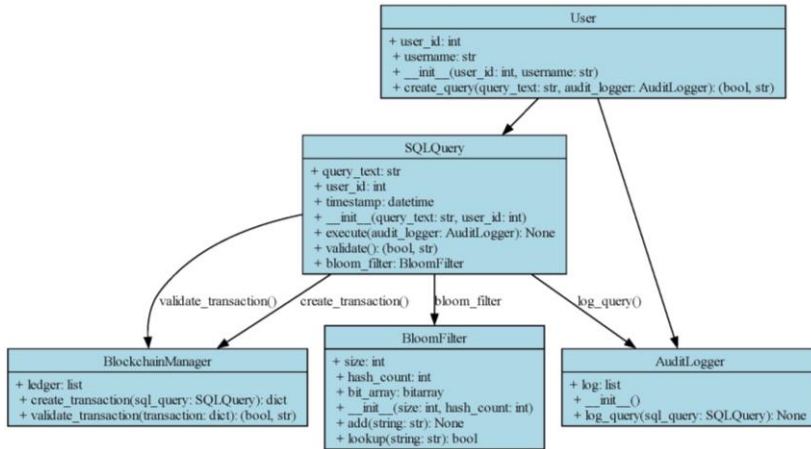 User
+ user_id: int
+ username: str
+ __init__(user_id: int, username: str)
+ create_query(query_text: str, audit_logger: AuditLogger): (bool, str)
SQLQuery
+ query_text: str
+ user_id: int
+ timestamp: datetime
+ __init__(query_text: str, user_id: int)
+ execute(audit_logger: AuditLogger): None
+ validate(): (bool, str)
+ bloom_filter: BloomFilter
validate_transaction()
create_transaction()
bloom_filter
log_query()
BlockchainManager
+ ledger: list
+ create_transaction(sql_query: SQLQuery): dict
+ validate_transaction(transaction: dict): (bool, str)
BloomFilter
+ size: int
+ hash_count: int
+ bit_array: bitarray
+ __init__(size: int, hash_count: int)
+ add(string: str): None
+ lookup(string: str): bool
AuditLogger
+ log: list
+ __init__()
+ log_query(sql_query: SQLQuery): None